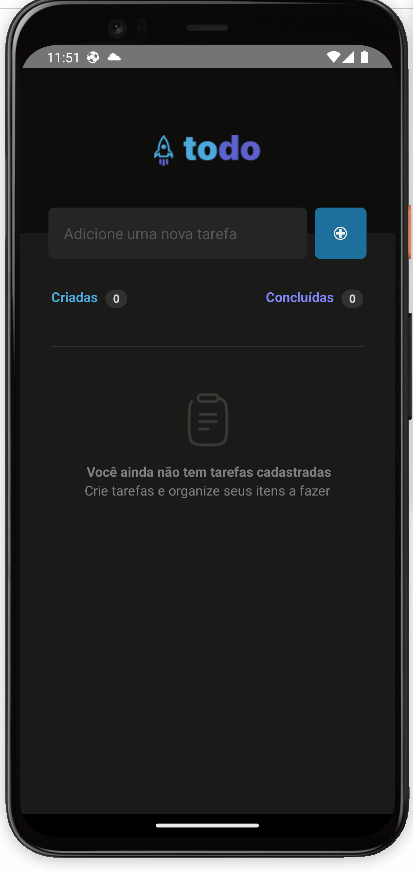 11:51
todo
Adicione uma nova tarefa
Criadas 0
Concluídas 0
Você ainda não tem tarefas cadastradas
Crie tarefas e organize seus itens a fazer